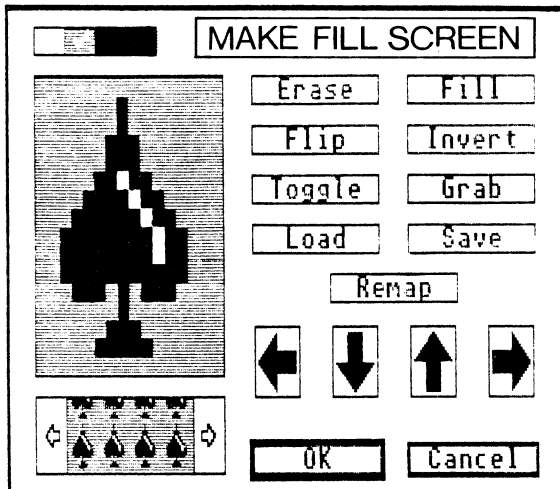 MAKE FILL SCREEN
Erase Fill
Flip Invert
Toggle Grab
Load Save
Remap
OK Cancel